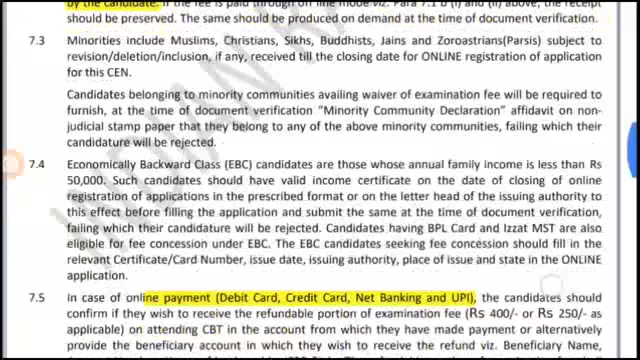 by the candidate. If the fee is paid through off line mode viz. Para 7.1 b (i) and (ii) above, the receipt
should be preserved. The same should be produced on demand at the time of document verification.
7.3 Minorities include Muslims, Christians, Sikhs, Buddhists, Jains and Zoroastrians(Parsis) subject to
revision/deletion/inclusion, if any, received till the closing date for ONLINE registration of application
for this CEN.
Candidates belonging to minority communities availing waiver of examination fee will be required to
furnish, at the time of document verification "Minority Community Declaration" affidavit on non-
judicial stamp paper that they belong to any of the above minority communities, failing which their
candidature will be rejected.
7.4 Economically Backward Class (EBC) candidates are those whose annual family income is less than Rs
50,000. Such candidates should have valid income certificate on the date of closing of online
registration of applications in the prescribed format or on the letter head of the issuing authority to
this effect before filling the application and submit the same at the time of document verification,
failing which their candidature will be rejected. Candidates having BPL Card and Izzat MST are also
eligible for fee concession under EBC. The EBC candidates seeking fee concession should fill in the
relevant Certificate/Card Number, issue date, issuing authority, place of issue and state in the ONLINE
application.
7.5 In case of online payment (Debit Card, Credit Card, Net Banking and UPI), the candidates should
confirm if they wish to receive the refundable portion of examination fee (Rs 400/- or Rs 250/- as
applicable) on attending CBT in the account from which they have made payment or alternatively
provide the beneficiary account in which they wish to receive the refund viz. Beneficiary Name,